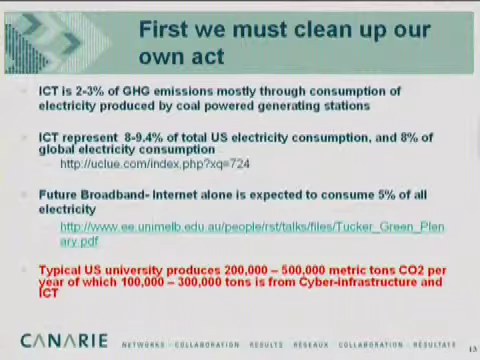 First we must clean up our
own act
ICT is 2-3% of GHG emissions mostly through consumption of
electricity produced by coal powered generating stations
ICT represent 8-9.4% of total US electricity consumption, and 8% of
global electricity consumption
– http://uclue.com/index.php?xq=724
Future Broadband- Internet alone is expected to consume 5% of all
electricity
http://www.ee.unimelb.edu.au/people/rst/talks/files/Tucker_Green_Plen
ary.pdf
Typical US university produces 200,000 – 500,000 metric tons CO2 per
year of which 100,000 – 300,000 tons is from Cyber-infrastructure and
ICT
CANARIE NETWORKS · COLLABORATION RESULTS RÉSEAUX COLLABORATION · RÉSULTATS 13